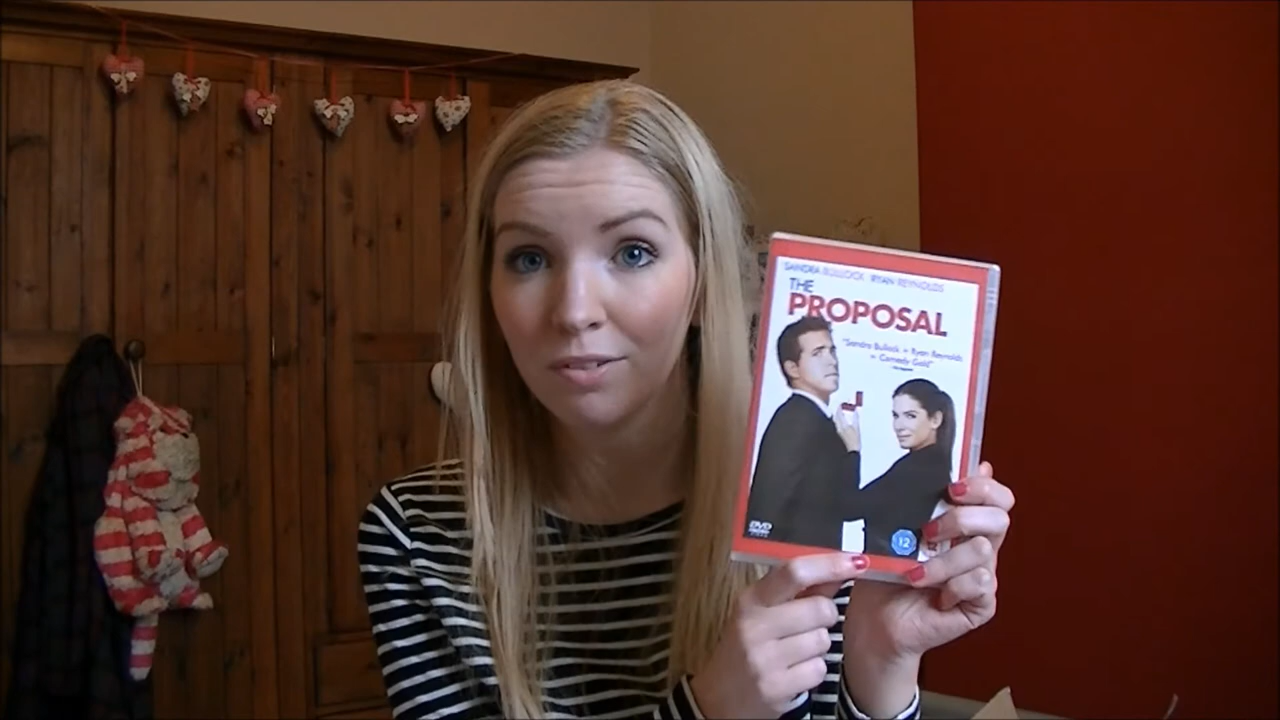 SANDRA BULLOCK RYAN REYNOLDS
THE
PROPOSAL
"Sandra Bullock + Ryan Reynolds
= Comedy Gold"
DVD
12